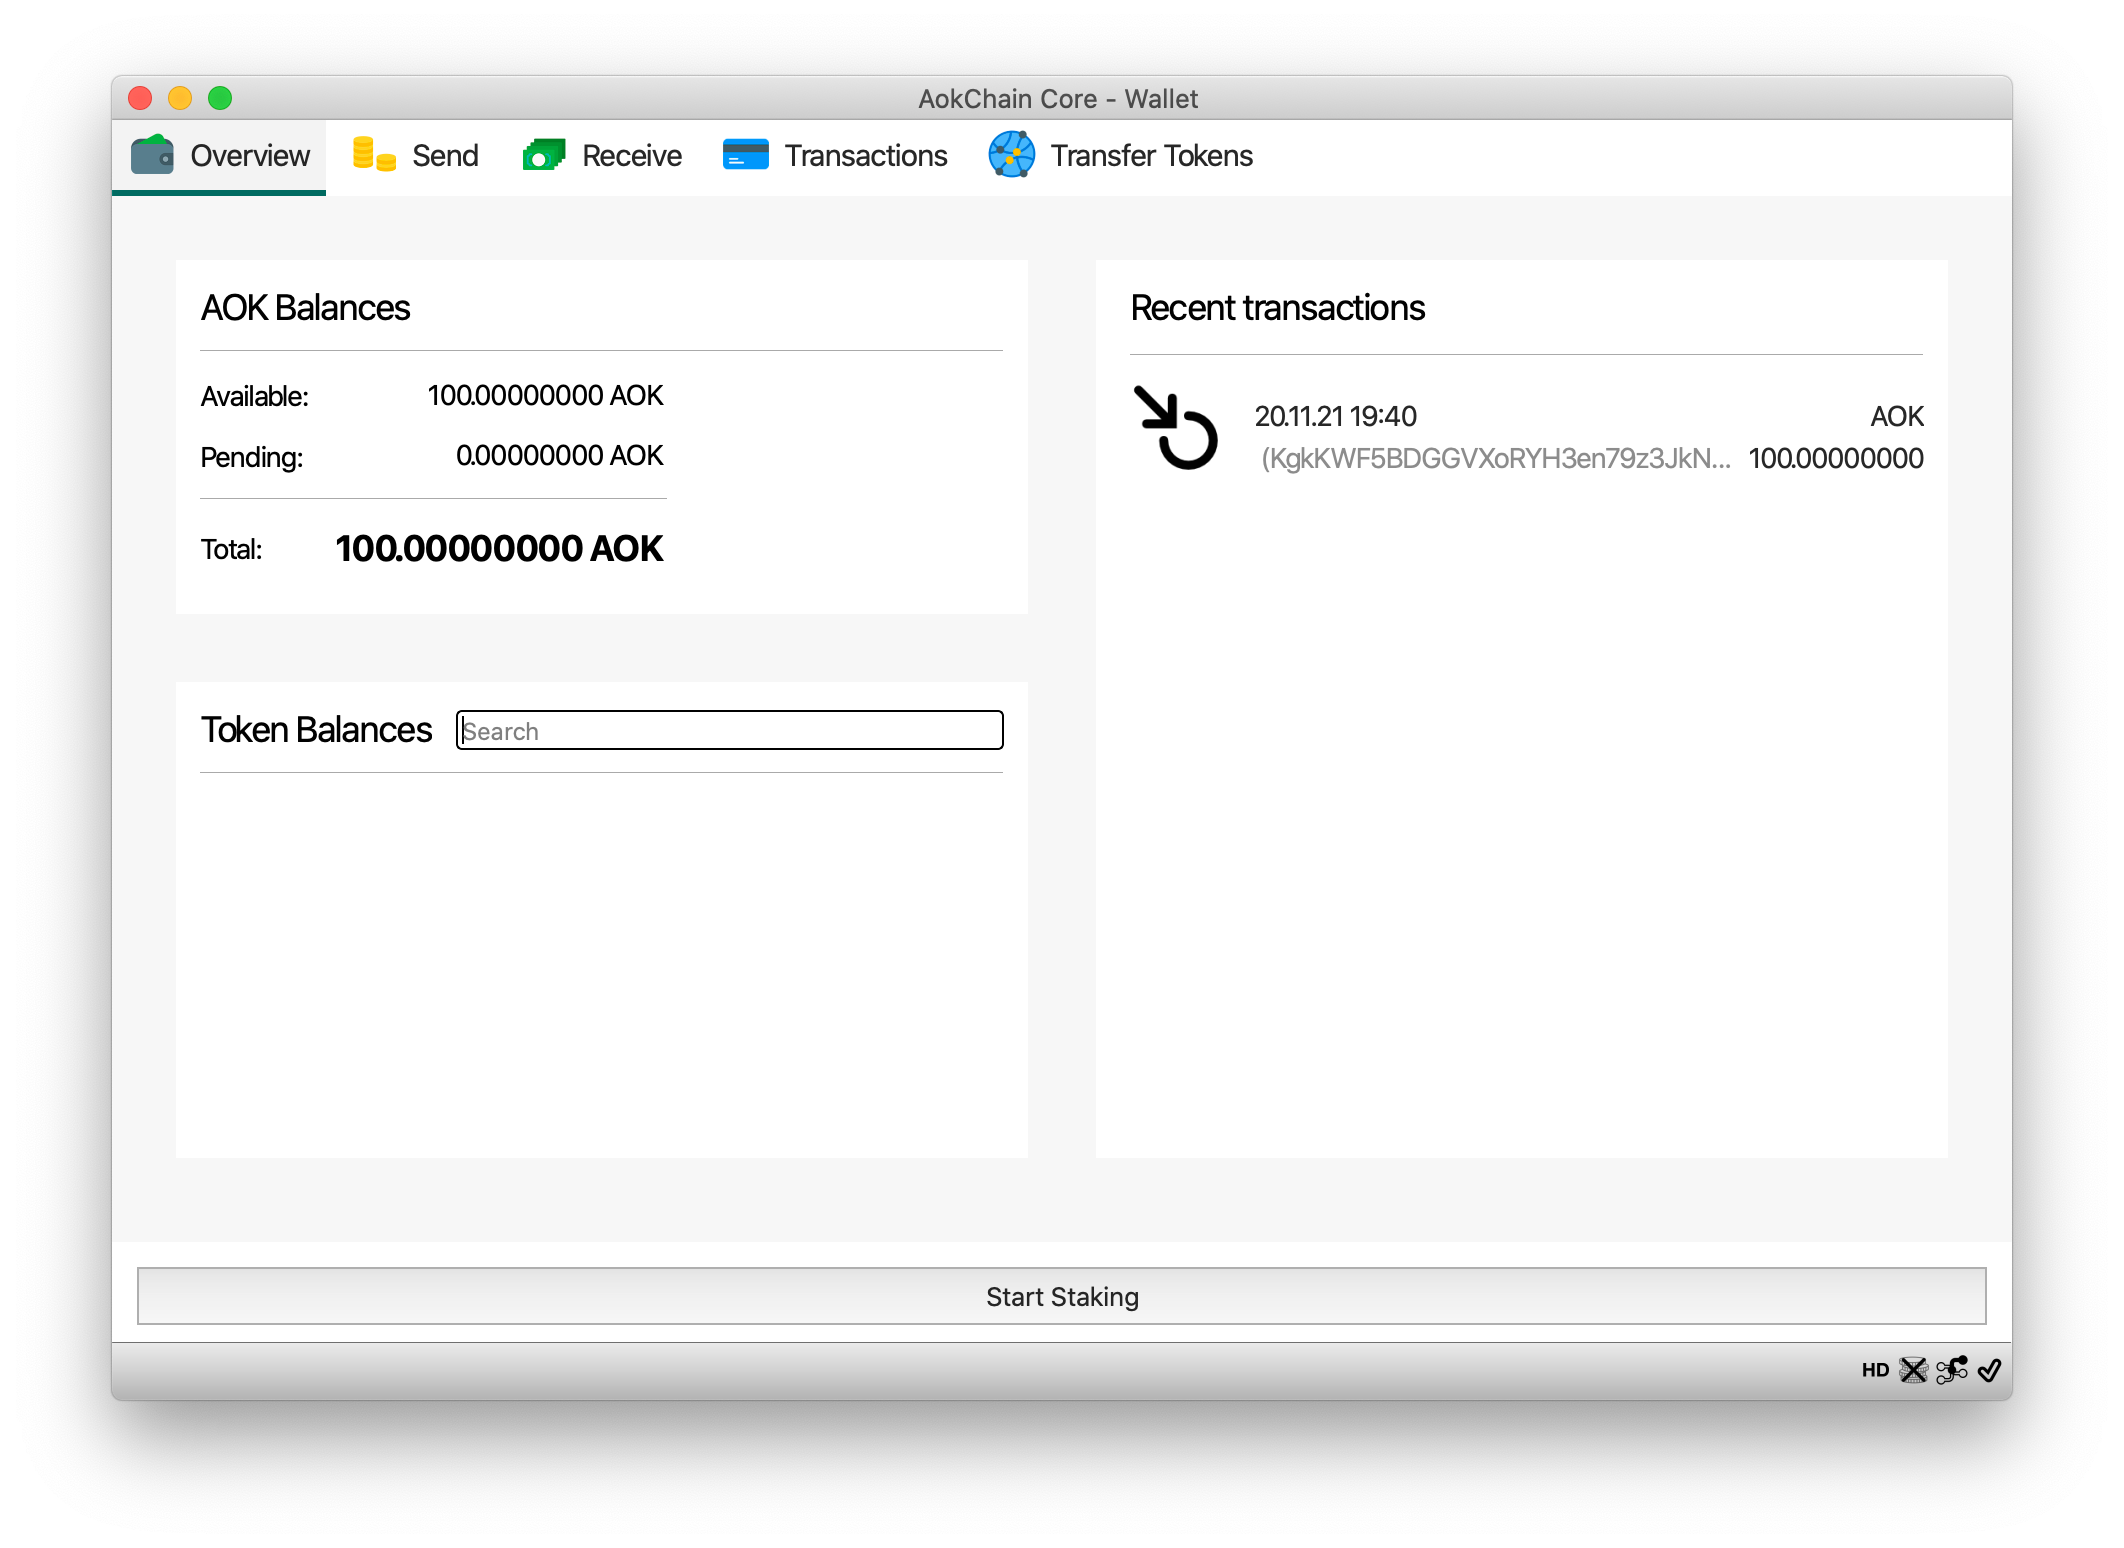 AokChain Core - Wallet
Overview Send Receive Transactions Transfer Tokens
AOK Balances
Available: 100.00000000 AOK
Pending: 0.00000000 AOK
Total: 100.00000000 AOK
Token Balances Search
Recent transactions
20.11.21 19:40 AOK
(KgkKWF5BDGGVXoRYH3en79z3JkN... 100.00000000
Start Staking
HD